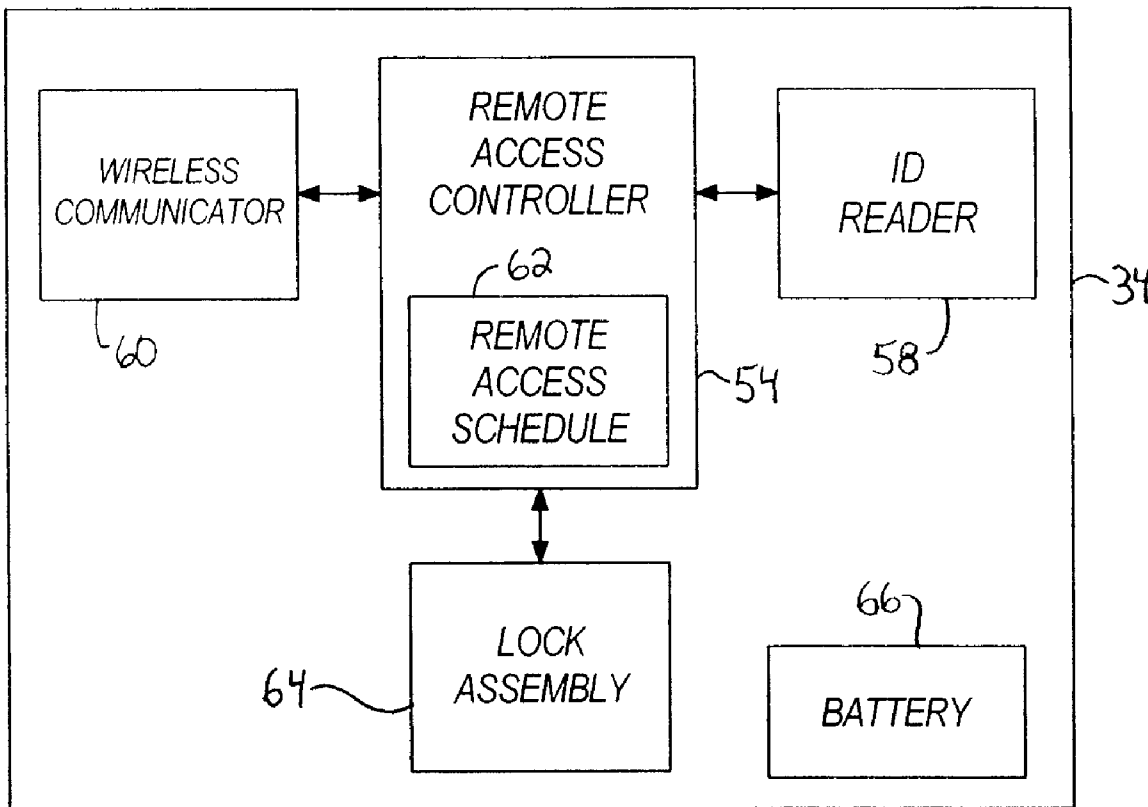 REMOTE
ACCESS
CONTROLLER
WIRELESS
COMMUNICATOR
ID
READER
34
62
60
58
REMOTE
ACCESS
SCHEDULE
54
66
LOCK
ASSEMBLY
64
BATTERY